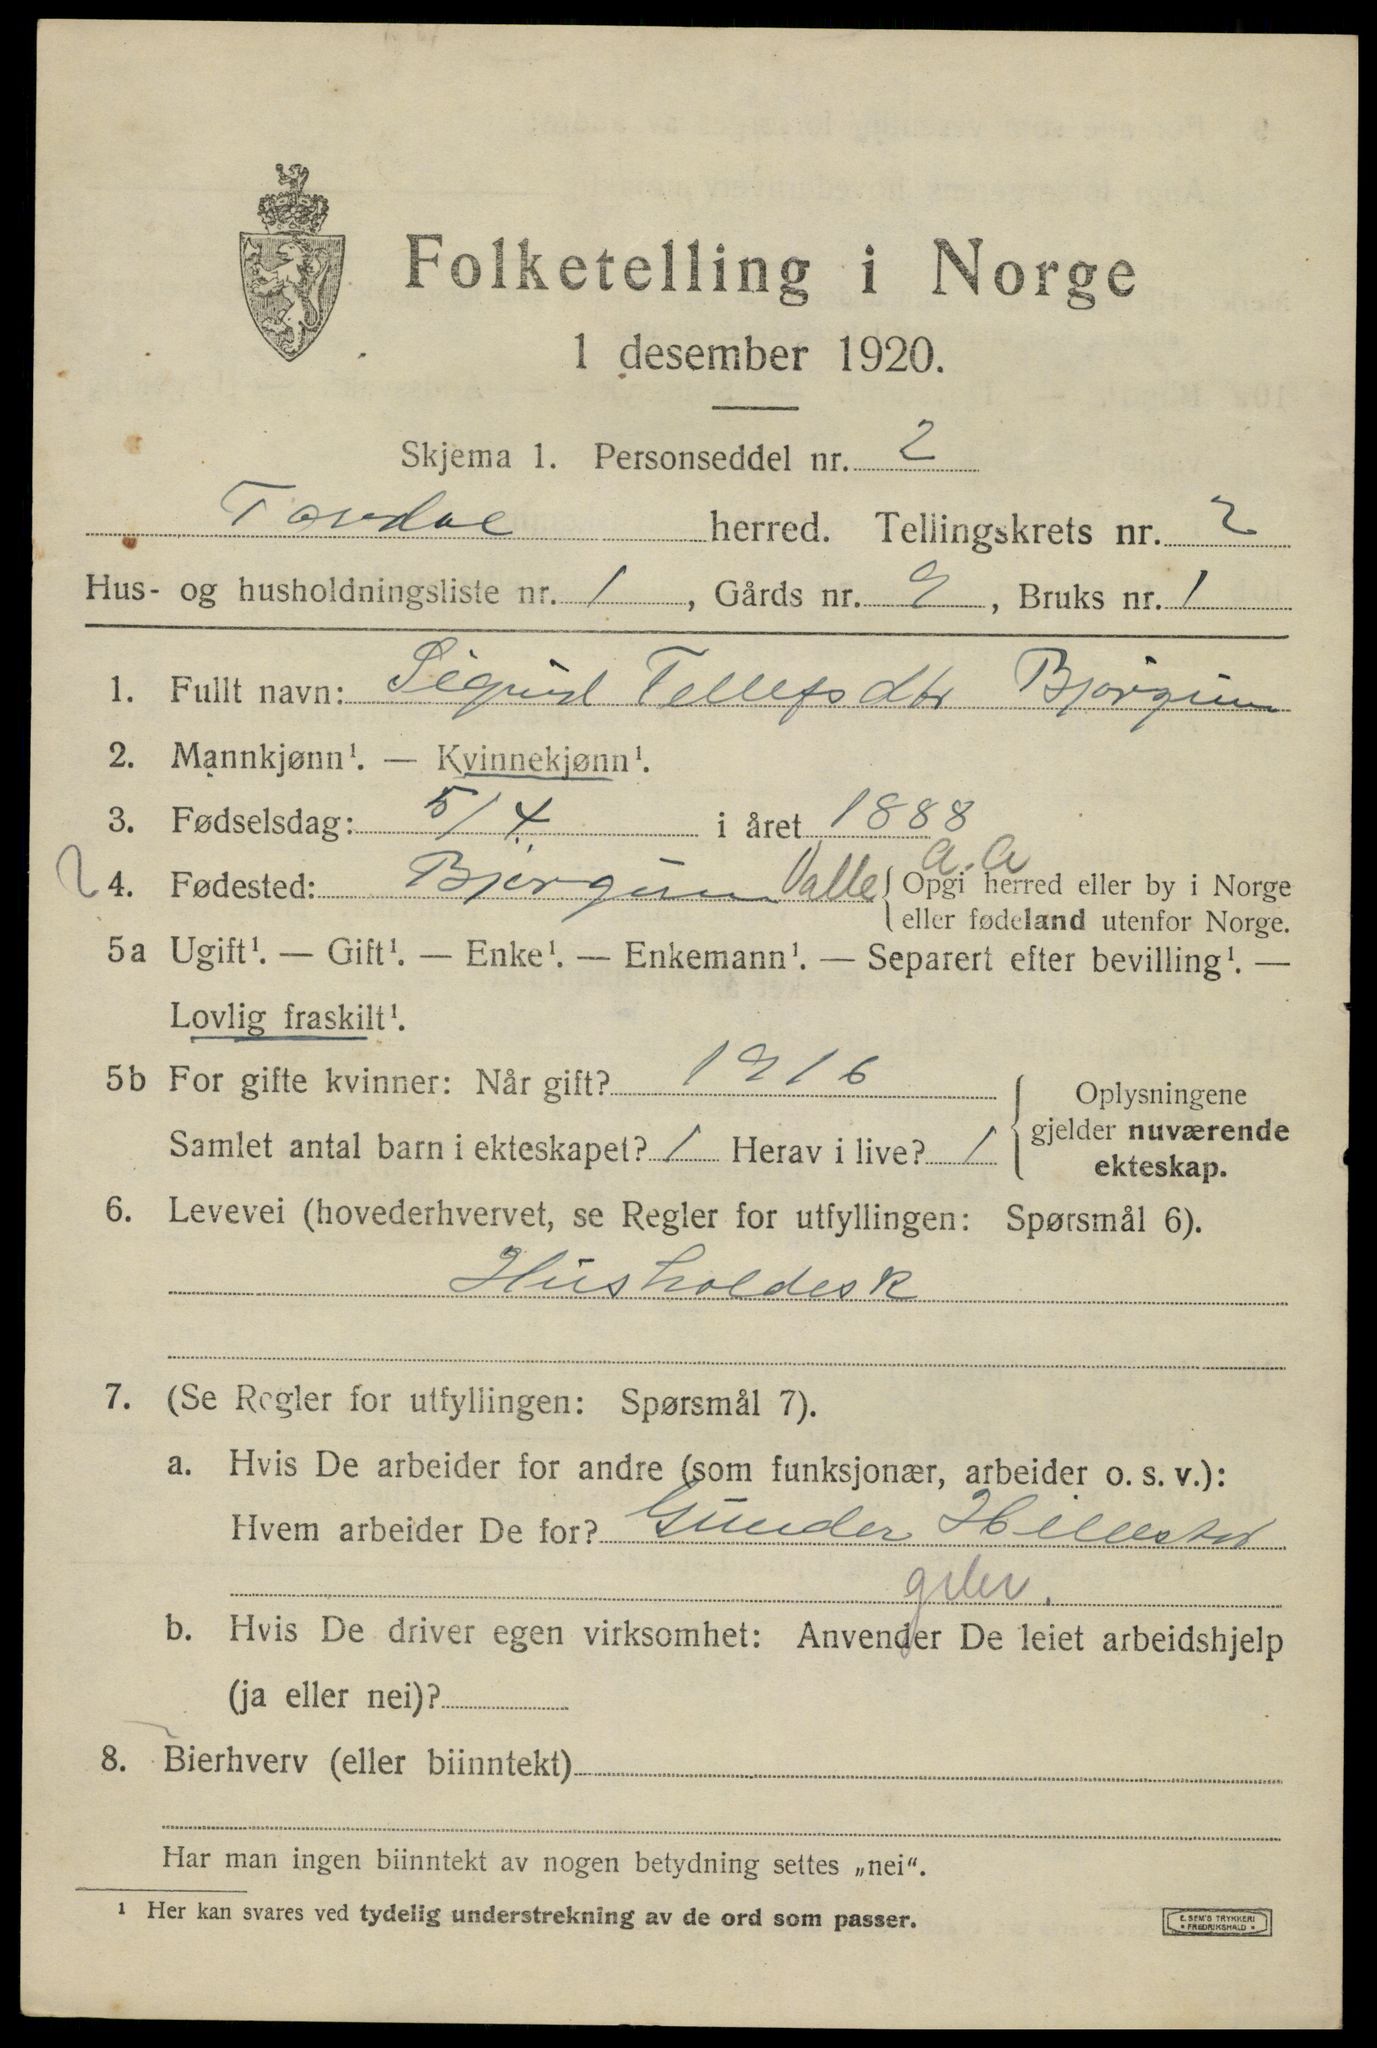 Folketelling i Norge
1 desember 1920.
Skjema 1. Personseddel nr. 2
Tovdal herred. Tellingskrets nr. 2
Hus- og husholdningsliste nr. 1, Gårds nr. 9, Bruks nr. 1
1. Fullt navn: Sigrid Tellefsdtr Bjørgum
2. Mannkjønn¹. — Kvinnekjønn¹.
3. Fødselsdag: 5/4 i året 1888
a. a
2 4. Fødested: Bjørgum Valle { Opgi herred eller by i Norge
eller fødeland utenfor Norge.
5a Ugift¹. — Gift¹. — Enke¹. — Enkemann¹. — Separert efter bevilling¹. —
Lovlig fraskilt¹.
5b For gifte kvinner: Når gift? 1916
Samlet antal barn i ekteskapet? 1 Herav i live? 1
{ Oplysningene
gjelder nuværende
ekteskap.
6. Levevei (hovederhvervet, se Regler for utfyllingen: Spørsmål 6).
Husholdesk
7. (Se Regler for utfyllingen: Spørsmål 7).
a. Hvis De arbeider for andre (som funksjonær, arbeider o. s. v.):
Hvem arbeider De for? Gunder Hillestad
b. Hvis De driver egen virksomhet: Anvender De leiet arbeidshjelp
(ja eller nei)?
8. Bierhverv (eller biinntekt)
Har man ingen biinntekt av nogen betydning settes „nei“.
¹ Her kan svares ved tydelig understrekning av de ord som passer.
E. SEM'S TRYKKERI
* FREDRIKSHALD *